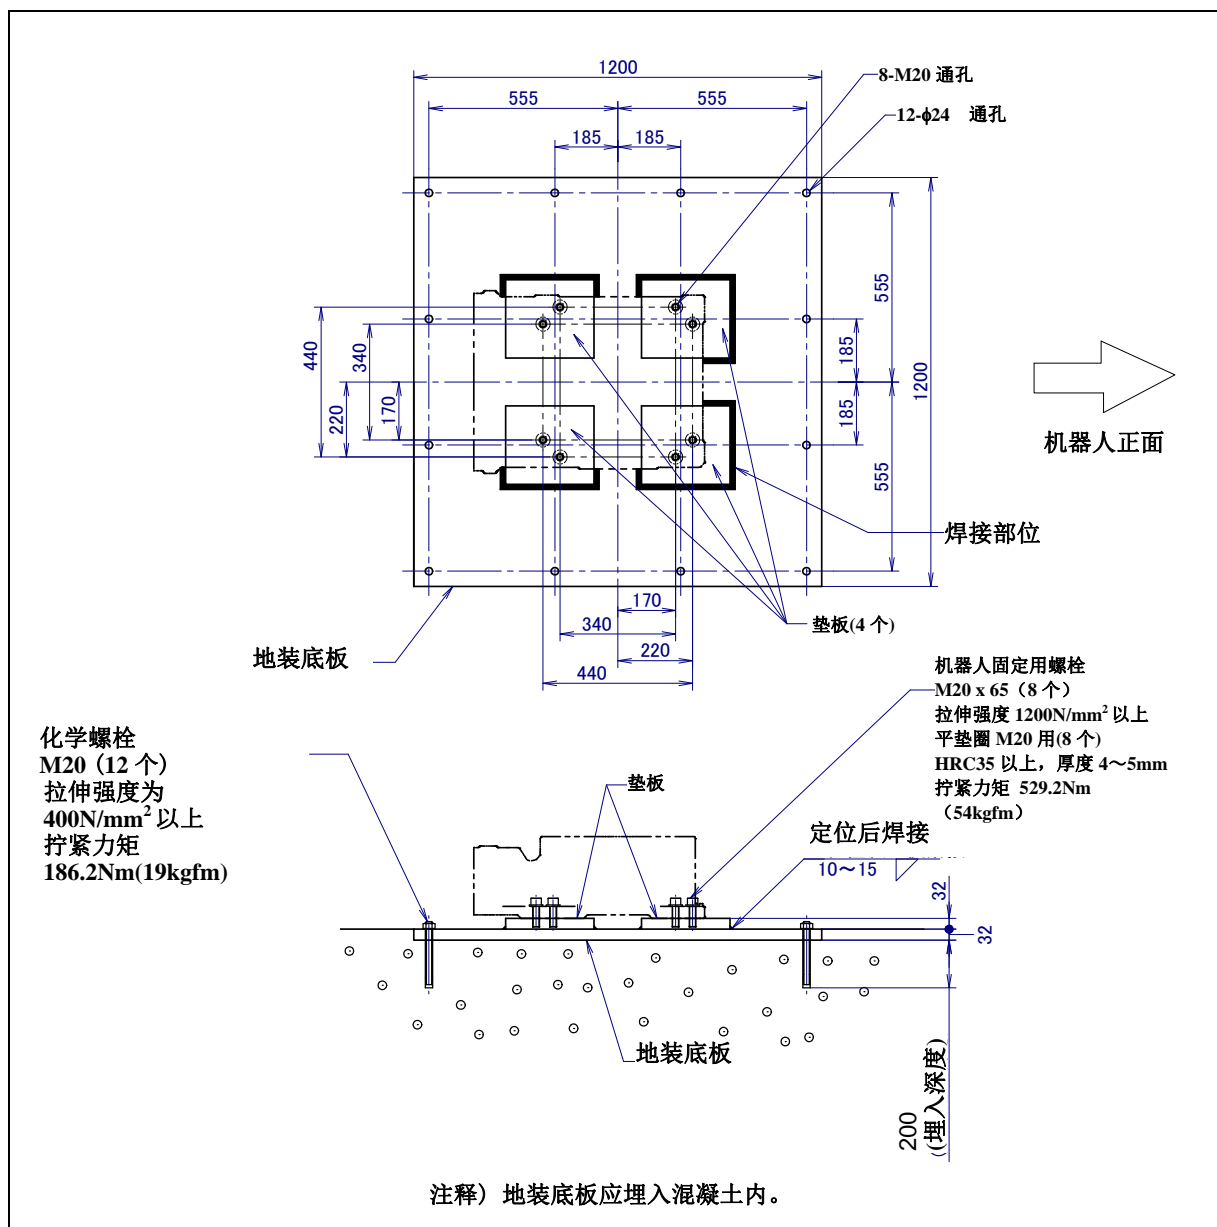 1200
8-M20 通孔
555
555
12-ϕ24 通孔
185
185
555
440
340
185
1200
220
170
185
机器人正面
555
焊接部位
170
垫板(4 个)
340
地装底板
220
440
机器人固定用螺栓
M20 x 65（8 个）
拉伸强度 1200N/mm² 以上
平垫圈 M20 用(8 个)
HRC35 以上，厚度 4～5mm
拧紧力矩 529.2Nm
（54kgfm）
化学螺栓
M20 (12 个)
拉伸强度为
400N/mm² 以上
拧紧力矩
186.2Nm(19kgfm)
垫板
定位后焊接
10～15
32
32
地装底板
200
((埋入深度)
注释）地装底板应埋入混凝土内。